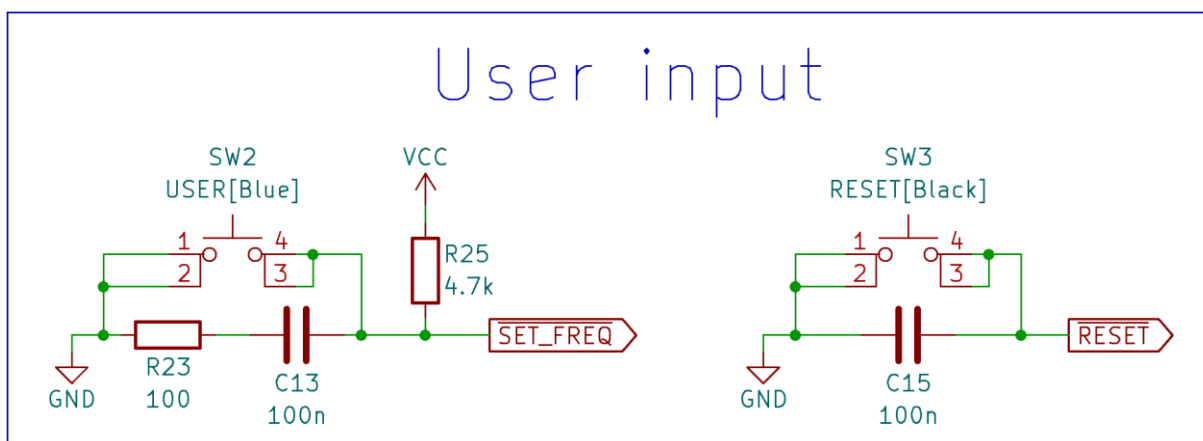 User input
SW2
USER[Blue]
VCC
1
4
2
3
R25
4.7k
SET_FREQ
R23
100
C13
100n
GND
SW3
RESET[Black]
1
4
2
3
RESET
C15
100n
GND